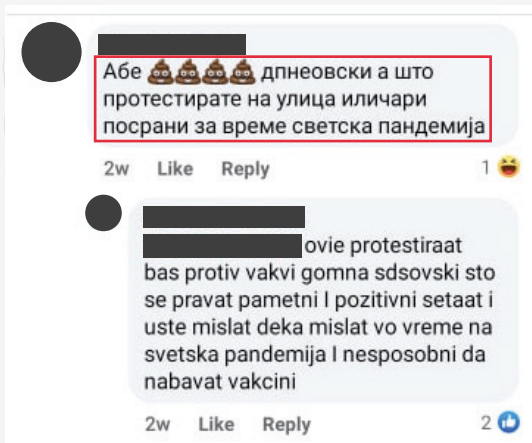 Абе 💩💩💩💩 дпнеовски а што
протестирате на улица иличари
посрани за време светска пандемија
2w Like Reply 1
ovie protestiraat
bas protiv vakvi gomna sdsovski sto
se pravat pametni I pozitivni setaat i
uste mislat deka mislat vo vreme na
svetska pandemija I nesposobni da
nabavat vakcini
2w Like Reply 2